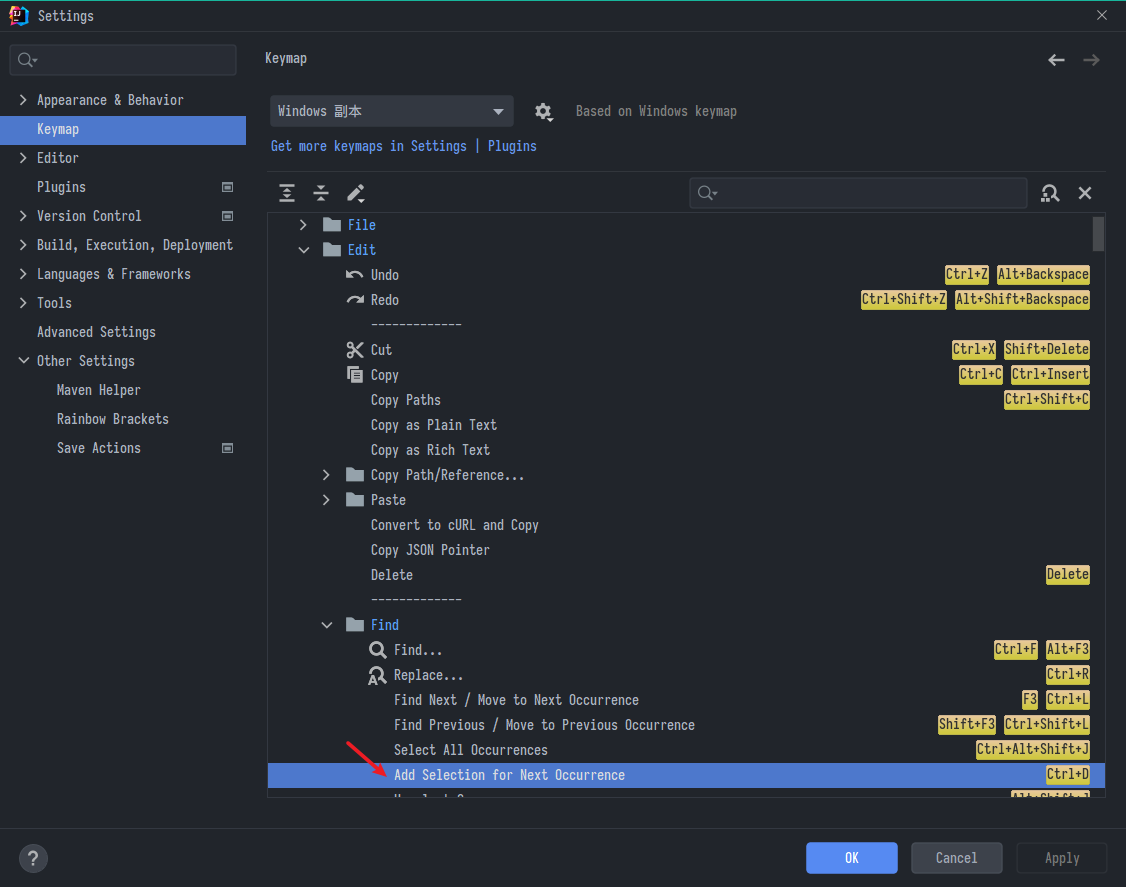 Settings
Keymap
Appearance & Behavior
Keymap
Editor
Plugins
Version Control
Build, Execution, Deployment
Languages & Frameworks
Tools
Advanced Settings
Other Settings
Maven Helper
Rainbow Brackets
Save Actions
Windows 副本
Based on Windows keymap
Get more keymaps in Settings | Plugins
File
Edit
Undo Ctrl+Z Alt+Backspace
Redo Ctrl+Shift+Z Alt+Shift+Backspace
-------------
Cut Ctrl+X Shift+Delete
Copy Ctrl+C Ctrl+Insert
Copy Paths Ctrl+Shift+C
Copy as Plain Text
Copy as Rich Text
Copy Path/Reference...
Paste
Convert to cURL and Copy
Copy JSON Pointer
Delete Delete
-------------
Find
Find... Ctrl+F Alt+F3
Replace... Ctrl+R
Find Next / Move to Next Occurrence F3 Ctrl+L
Find Previous / Move to Previous Occurrence Shift+F3 Ctrl+Shift+L
Select All Occurrences Ctrl+Alt+Shift+J
Add Selection for Next Occurrence Ctrl+D
Alt+Shift+J
?
OK
Cancel
Apply